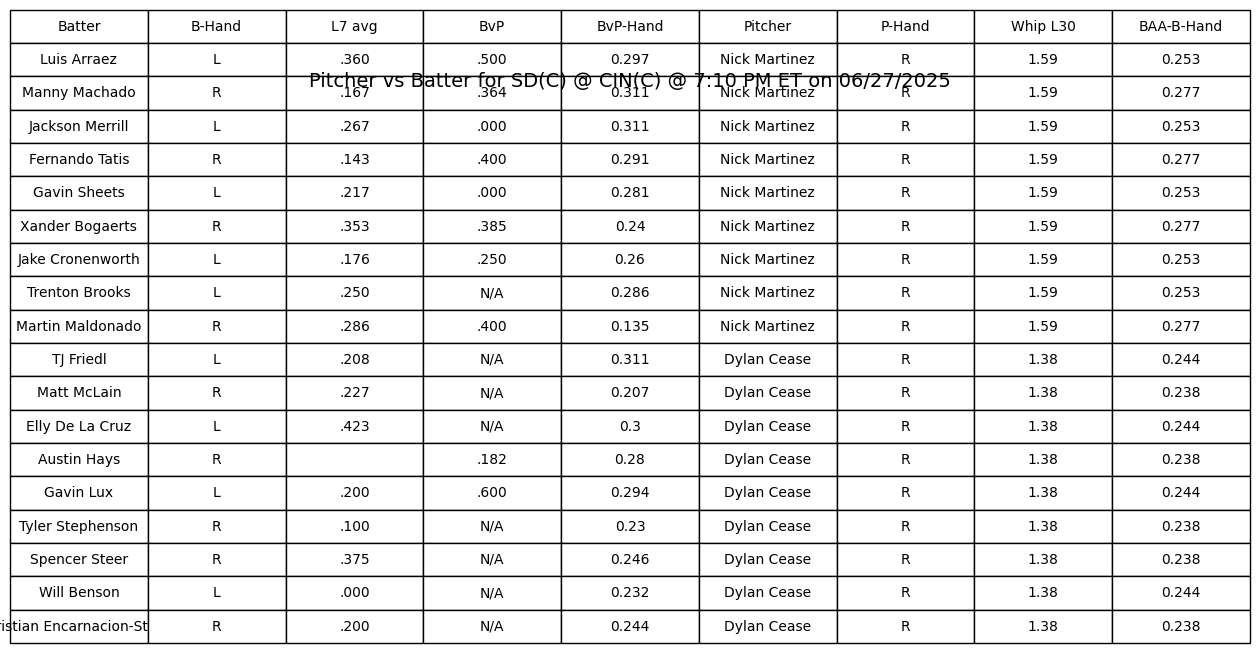 Batter B-Hand L7 avg BvP BvP-Hand Pitcher P-Hand Whip L30 BAA-B-Hand
Luis Arraez L .360 .500 0.297 Nick Martinez R 1.59 0.253
Pitcher vs Batter for SD(C) @ CIN(C) @ 7:10 PM ET on 06/27/2025
Manny Machado R .167 .364 0.311 Nick Martinez R 1.59 0.277
Jackson Merrill L .267 .000 0.311 Nick Martinez R 1.59 0.253
Fernando Tatis R .143 .400 0.291 Nick Martinez R 1.59 0.277
Gavin Sheets L .217 .000 0.281 Nick Martinez R 1.59 0.253
Xander Bogaerts R .353 .385 0.24 Nick Martinez R 1.59 0.277
Jake Cronenworth L .176 .250 0.26 Nick Martinez R 1.59 0.253
Trenton Brooks L .250 N/A 0.286 Nick Martinez R 1.59 0.253
Martin Maldonado R .286 .400 0.135 Nick Martinez R 1.59 0.277
TJ Friedl L .208 N/A 0.311 Dylan Cease R 1.38 0.244
Matt McLain R .227 N/A 0.207 Dylan Cease R 1.38 0.238
Elly De La Cruz L .423 N/A 0.3 Dylan Cease R 1.38 0.244
Austin Hays R .182 0.28 Dylan Cease R 1.38 0.238
Gavin Lux L .200 .600 0.294 Dylan Cease R 1.38 0.244
Tyler Stephenson R .100 N/A 0.23 Dylan Cease R 1.38 0.238
Spencer Steer R .375 N/A 0.246 Dylan Cease R 1.38 0.238
Will Benson L .000 N/A 0.232 Dylan Cease R 1.38 0.244
istian Encarnacion-St R .200 N/A 0.244 Dylan Cease R 1.38 0.238